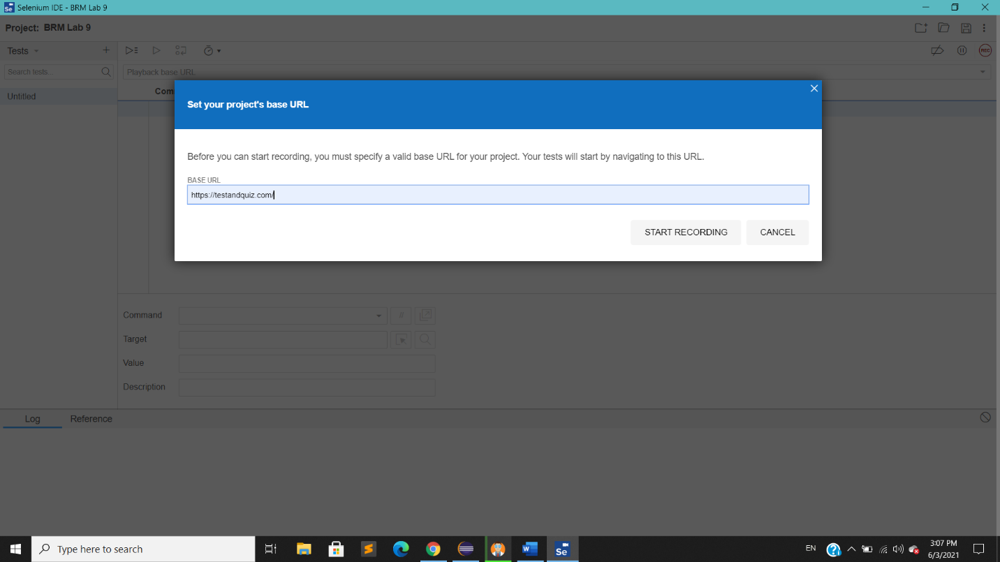 Se Selenium IDE - BRM Lab 9
Project: BRM Lab 9
Tests
REC
Search tests...
Playback base URL
Untitled
Com
Set your project's base URL
Before you can start recording, you must specify a valid base URL for your project. Your tests will start by navigating to this URL.
BASE URL
https://testandquiz.com/
START RECORDING CANCEL
Command
//
Target
Value
Description
Log Reference
Type here to search
W
Se
EN
3:07 PM
6/3/2021